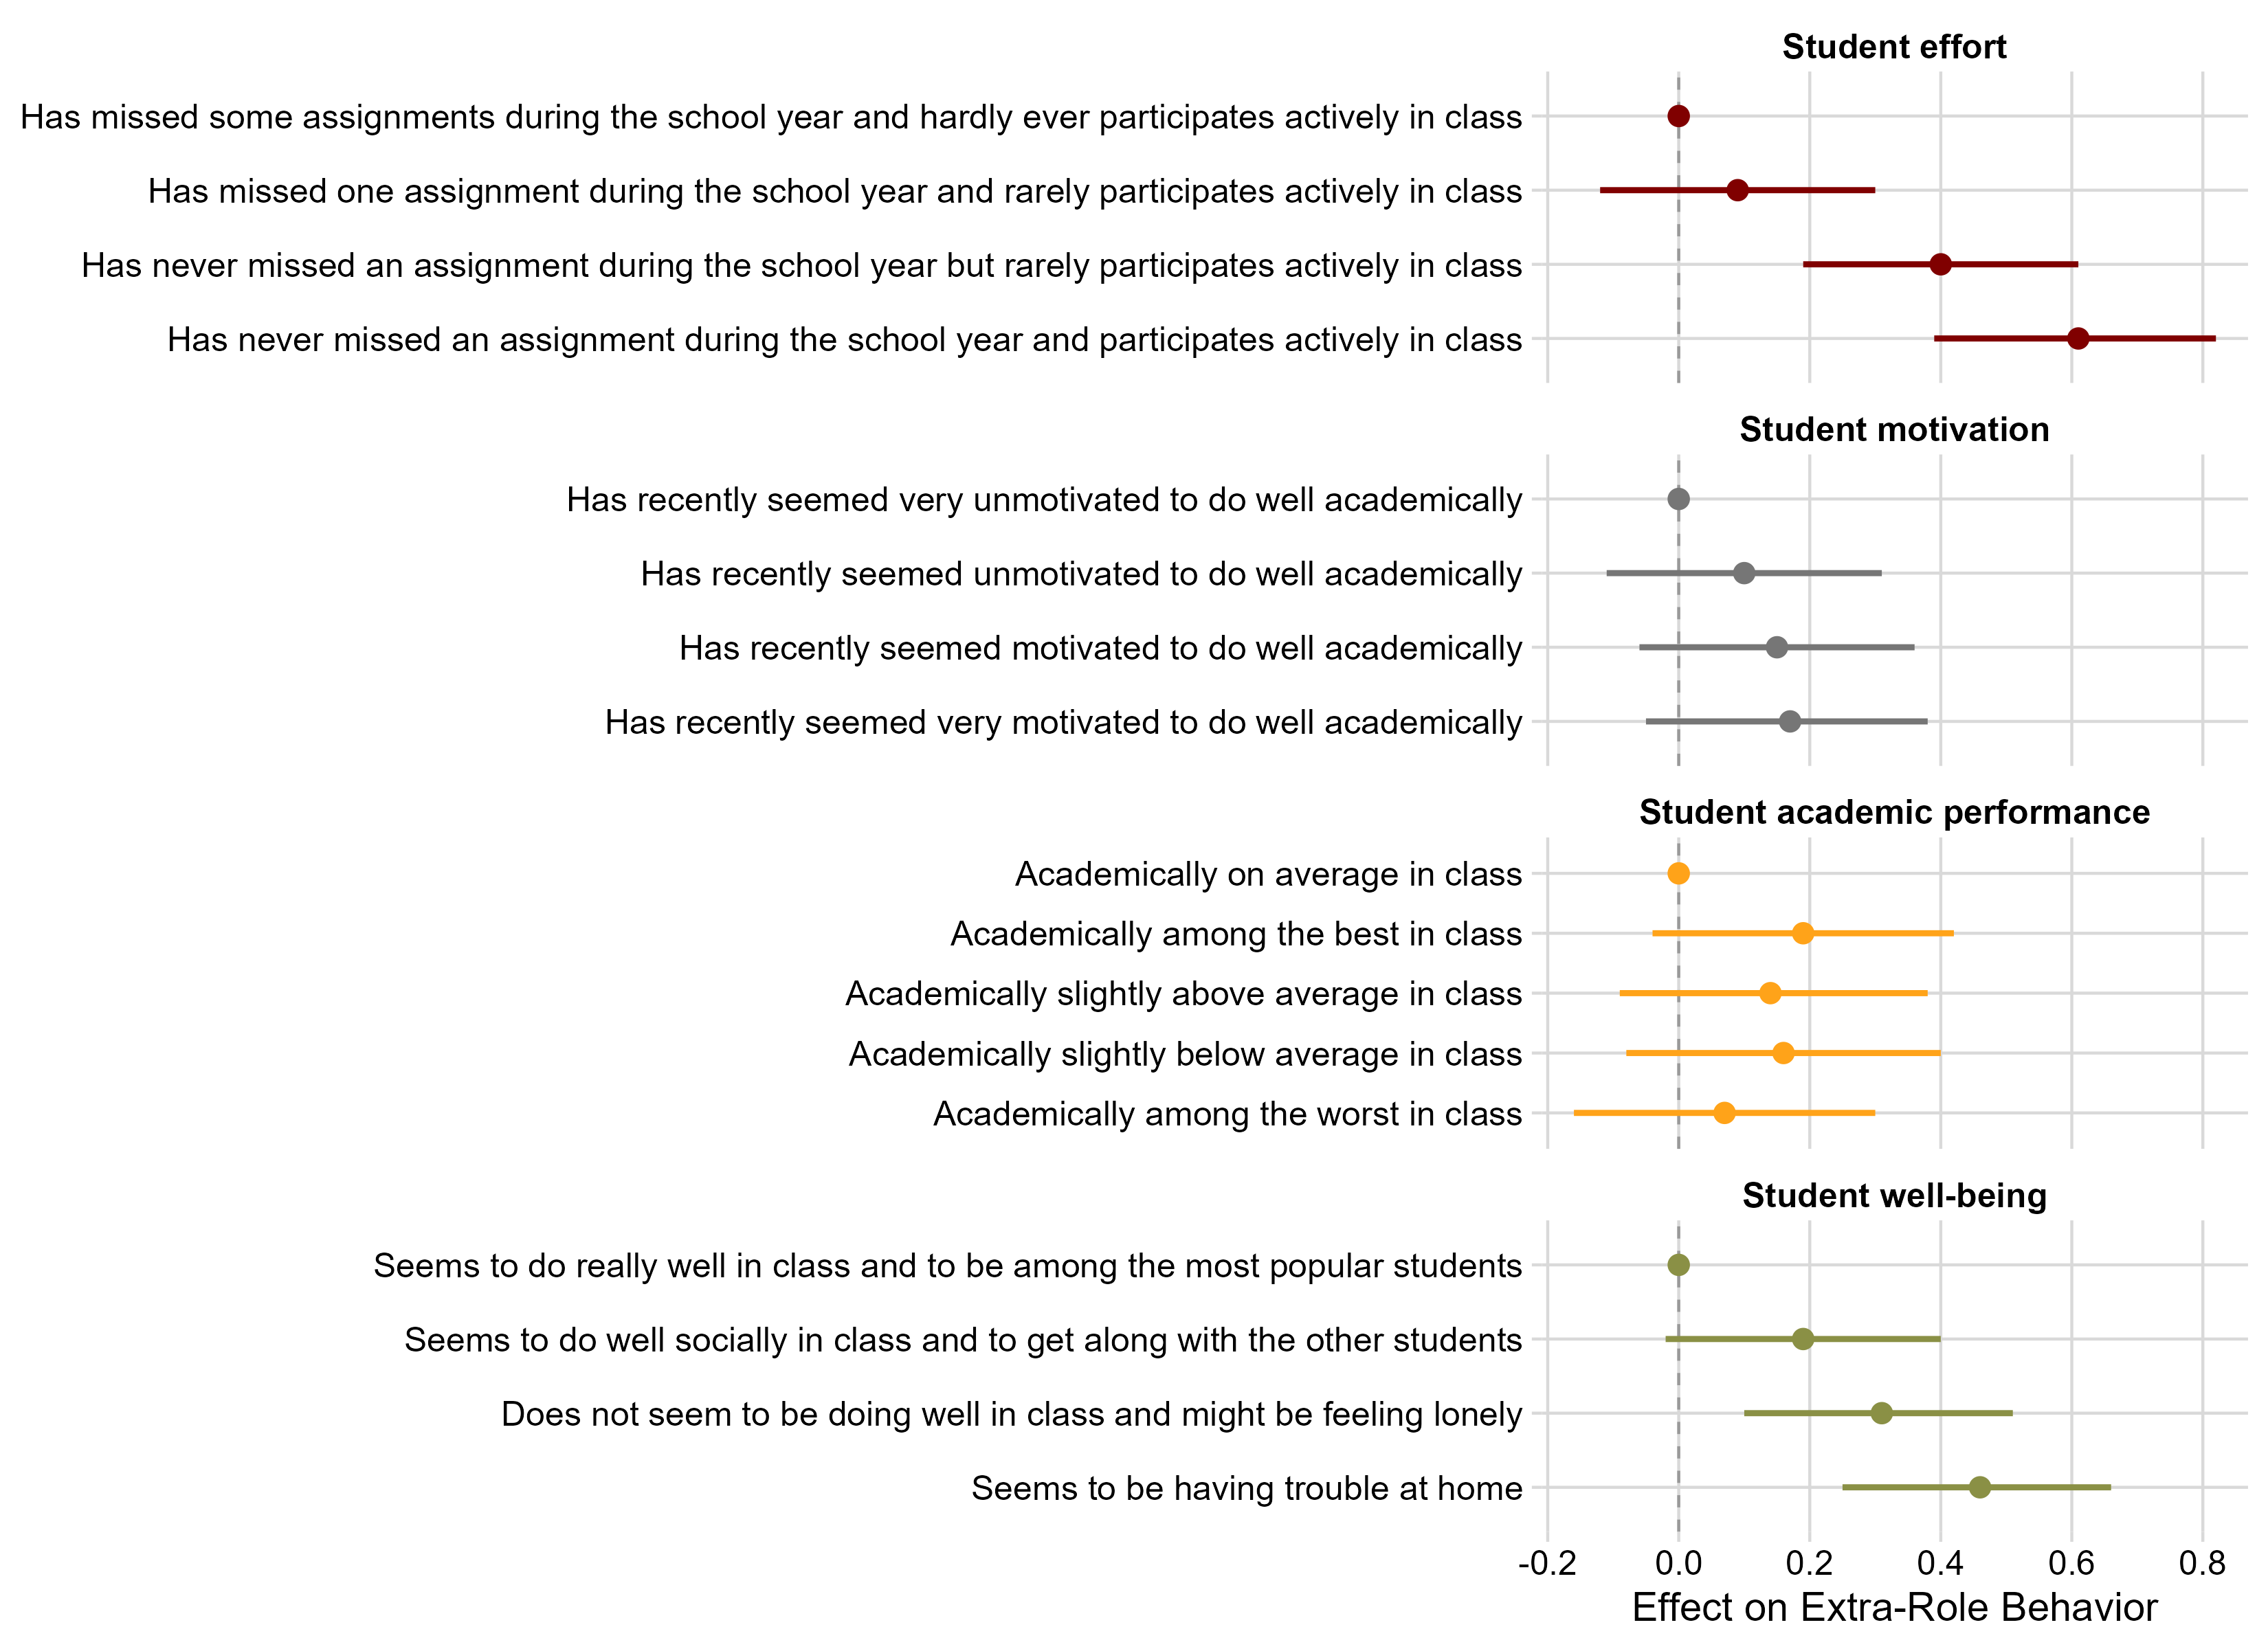 Student effort
Has missed some assignments during the school year and hardly ever participates actively in class
Has missed one assignment during the school year and rarely participates actively in class
Has never missed an assignment during the school year but rarely participates actively in class
Has never missed an assignment during the school year and participates actively in class
Student motivation
Has recently seemed very unmotivated to do well academically
Has recently seemed unmotivated to do well academically
Has recently seemed motivated to do well academically
Has recently seemed very motivated to do well academically
Student academic performance
Academically on average in class
Academically among the best in class
Academically slightly above average in class
Academically slightly below average in class
Academically among the worst in class
Student well-being
Seems to do really well in class and to be among the most popular students
Seems to do well socially in class and to get along with the other students
Does not seem to be doing well in class and might be feeling lonely
Seems to be having trouble at home
-0.2 0.0 0.2 0.4 0.6 0.8
Effect on Extra-Role Behavior